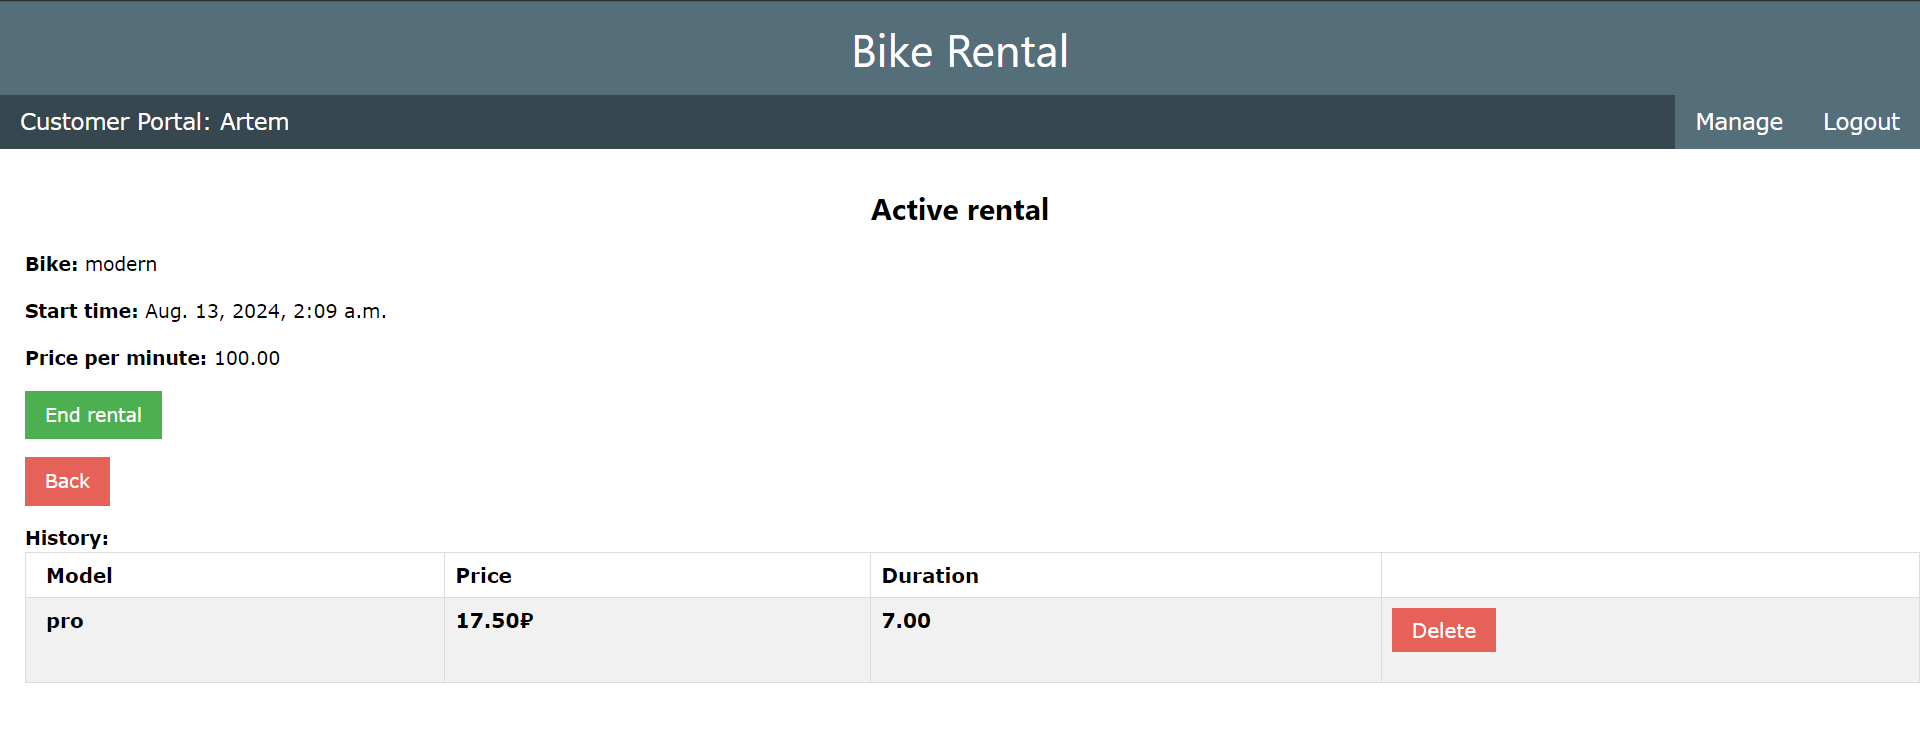 Bike Rental
Customer Portal: Artem Manage Logout
Active rental
Bike: modern
Start time: Aug. 13, 2024, 2:09 a.m.
Price per minute: 100.00
End rental
Back
History:
Model Price Duration
pro 17.50₽ 7.00 Delete